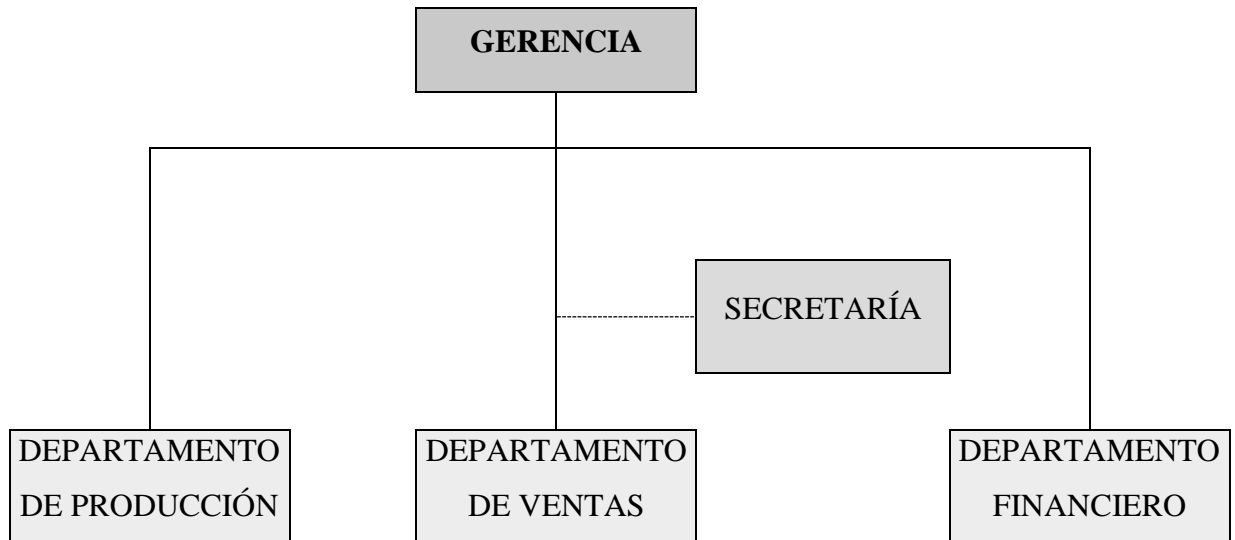 GERENCIA
SECRETARÍA
DEPARTAMENTO
DE PRODUCCIÓN
DEPARTAMENTO
DE VENTAS
DEPARTAMENTO
FINANCIERO